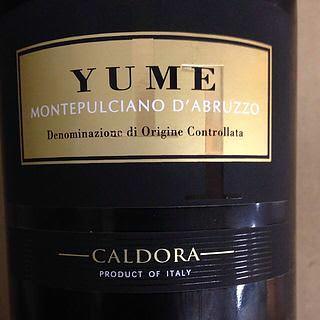 YUME
MONTEPULCIANO D'ABRUZZO
Denominazione di Origine Controllata
CALDORA
PRODUCT OF ITALY